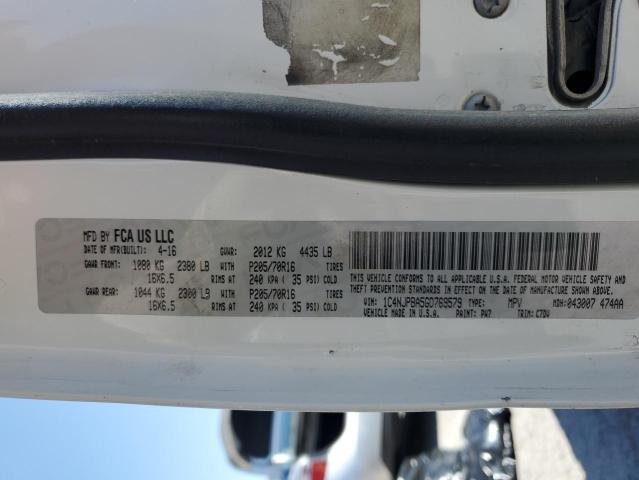 MFD BY FCA US LLC
DATE OF MFR(BUILT): 4-16 GVWR: 2012 KG 4435 LB
GAWR FRONT: 1080 KG 2380 LB WITH P205/70R16 TIRES
16X6.5 RIMS AT 240 KPA ( 35 PSI) COLD
GAWR REAR: 1044 KG 2300 LB WITH P205/70R16 TIRES
16X6.5 RIMS AT 240 KPA ( 35 PSI) COLD
THIS VEHICLE CONFORMS TO ALL APPLICABLE U.S.A. FEDERAL MOTOR VEHICLE SAFETY AND
THEFT PREVENTION STANDARDS IN EFFECT ON THE DATE OF MANUFACTURE SHOWN ABOVE.
VIN: 1C4NJPBA5GD769579 TYPE: MPV MDH: 043007 474AA
VEHICLE MADE IN U.S.A. PAINT: PW7 TRIM: C7DV